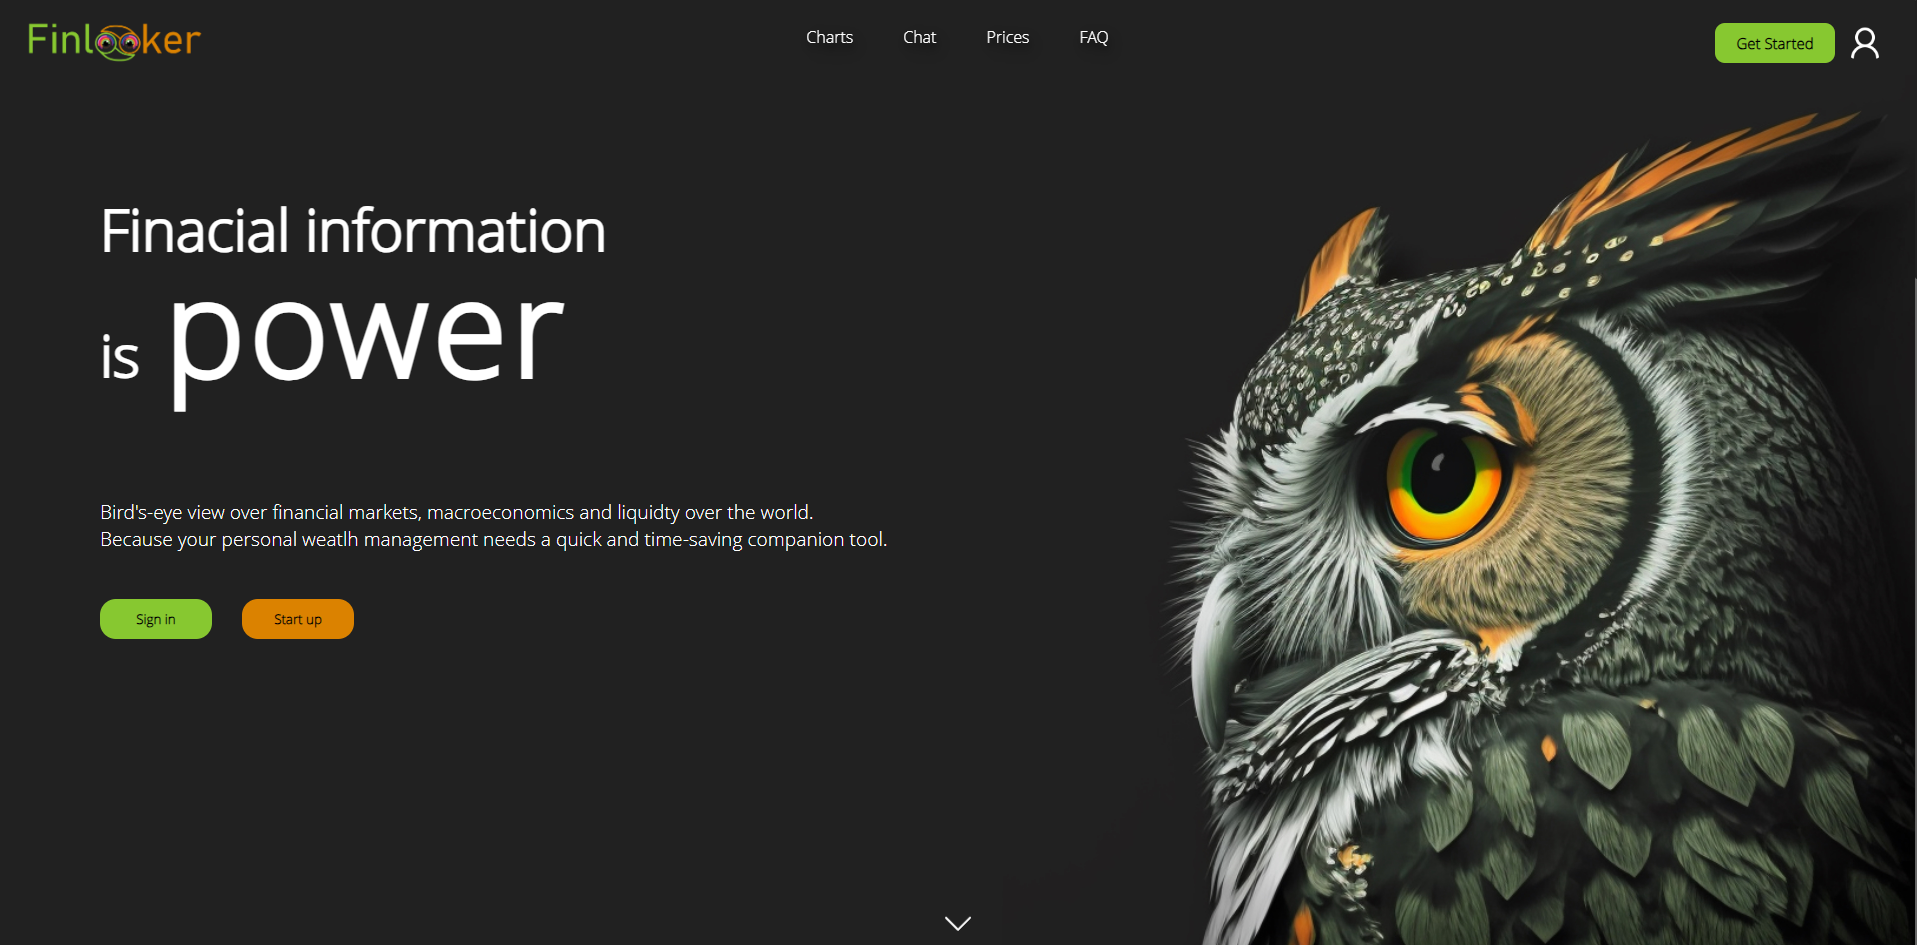 Finlooker
Charts Chat Prices FAQ
Get Started
Finacial information
is power
Bird's-eye view over financial markets, macroeconomics and liquidty over the world.
Because your personal weatlh management needs a quick and time-saving companion tool.
Sign in Start up